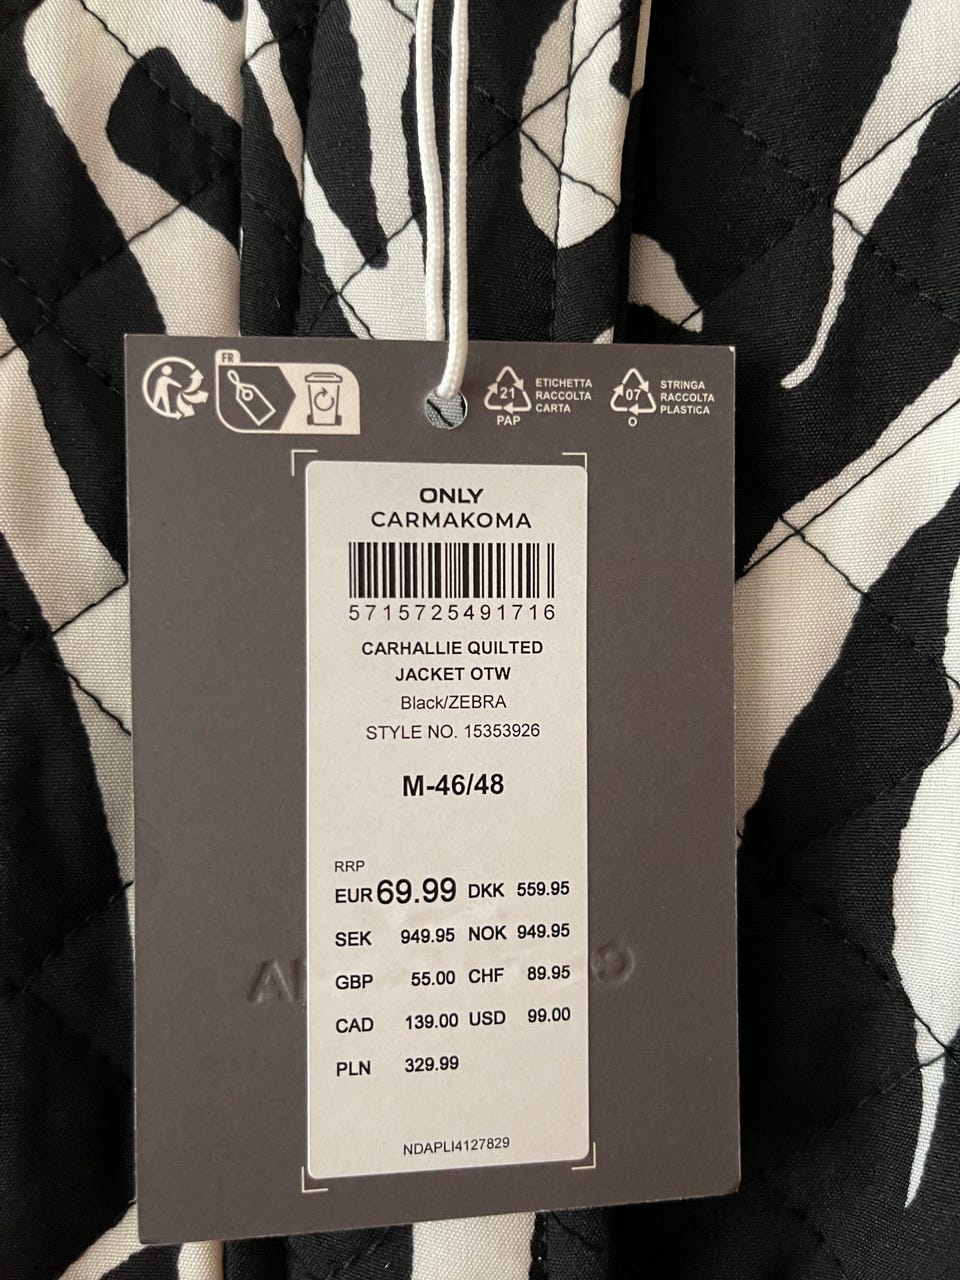 FR
21
PAP
ETICHETTA
RACCOLTA
CARTA
07
O
STRINGA
RACCOLTA
PLASTICA
ONLY
CARMAKOMA
5715725491716
CARHALLIE QUILTED
JACKET OTW
Black/ZEBRA
STYLE NO. 15353926
M-46/48
RRP
EUR 69.99 DKK 559.95
SEK 949.95 NOK 949.95
GBP 55.00 CHF 89.95
CAD 139.00 USD 99.00
PLN 329.99
NDAPLI4127829